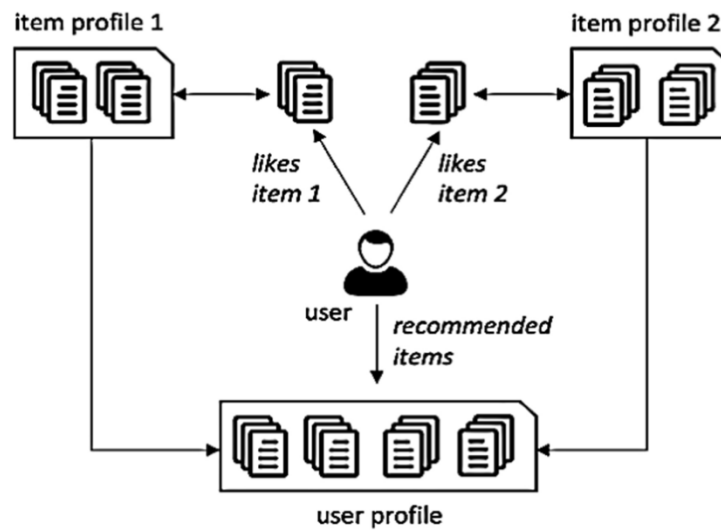 item profile 1
item profile 2
likes
item 1
likes
item 2
user
recommended
items
user profile